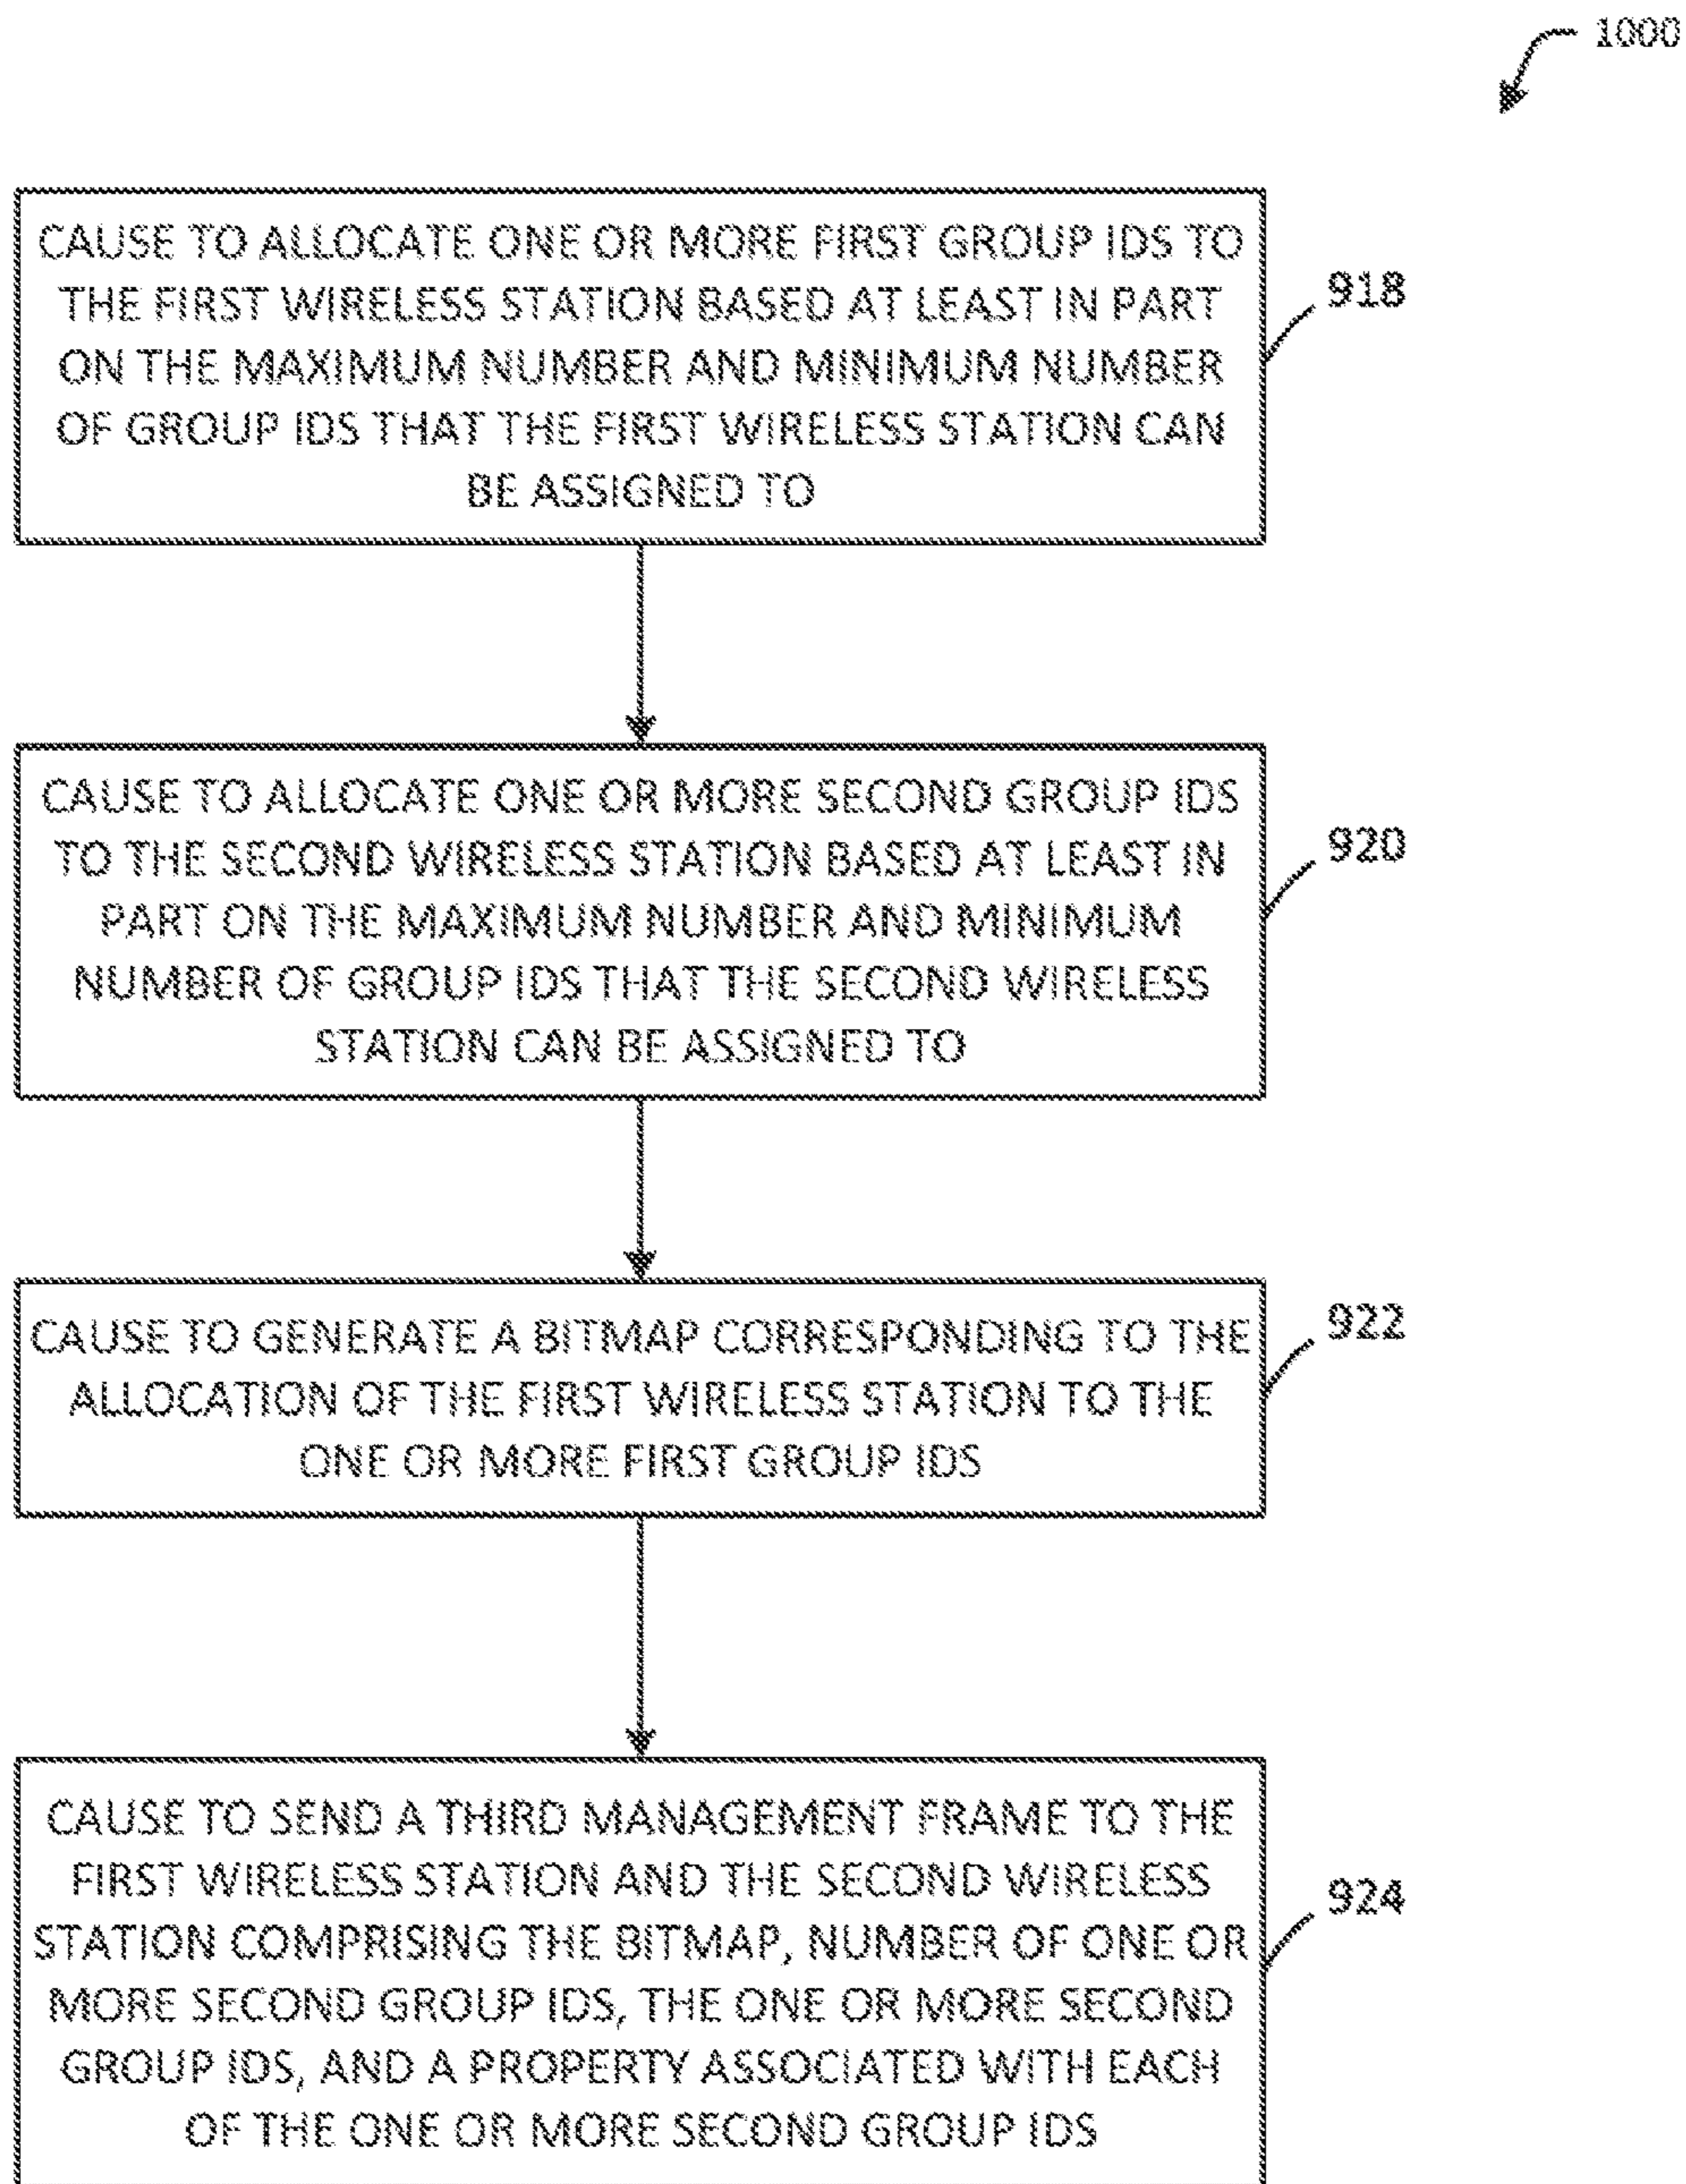 1000
CAUSE TO ALLOCATE ONE OR MORE FIRST GROUP IDS TO
THE FIRST WIRELESS STATION BASED AT LEAST IN PART
ON THE MAXIMUM NUMBER AND MINIMUM NUMBER
OF GROUP IDS THAT THE FIRST WIRELESS STATION CAN
BE ASSIGNED TO
918
CAUSE TO ALLOCATE ONE OR MORE SECOND GROUP IDS
TO THE SECOND WIRELESS STATION BASED AT LEAST IN
PART ON THE MAXIMUM NUMBER AND MINIMUM
NUMBER OF GROUP IDS THAT THE SECOND WIRELESS
STATION CAN BE ASSIGNED TO
920
CAUSE TO GENERATE A BITMAP CORRESPONDING TO THE
ALLOCATION OF THE FIRST WIRELESS STATION TO THE
ONE OR MORE FIRST GROUP IDS
922
CAUSE TO SEND A THIRD MANAGEMENT FRAME TO THE
FIRST WIRELESS STATION AND THE SECOND WIRELESS
STATION COMPRISING THE BITMAP, NUMBER OF ONE OR
MORE SECOND GROUP IDS, THE ONE OR MORE SECOND
GROUP IDS, AND A PROPERTY ASSOCIATED WITH EACH
OF THE ONE OR MORE SECOND GROUP IDS
924